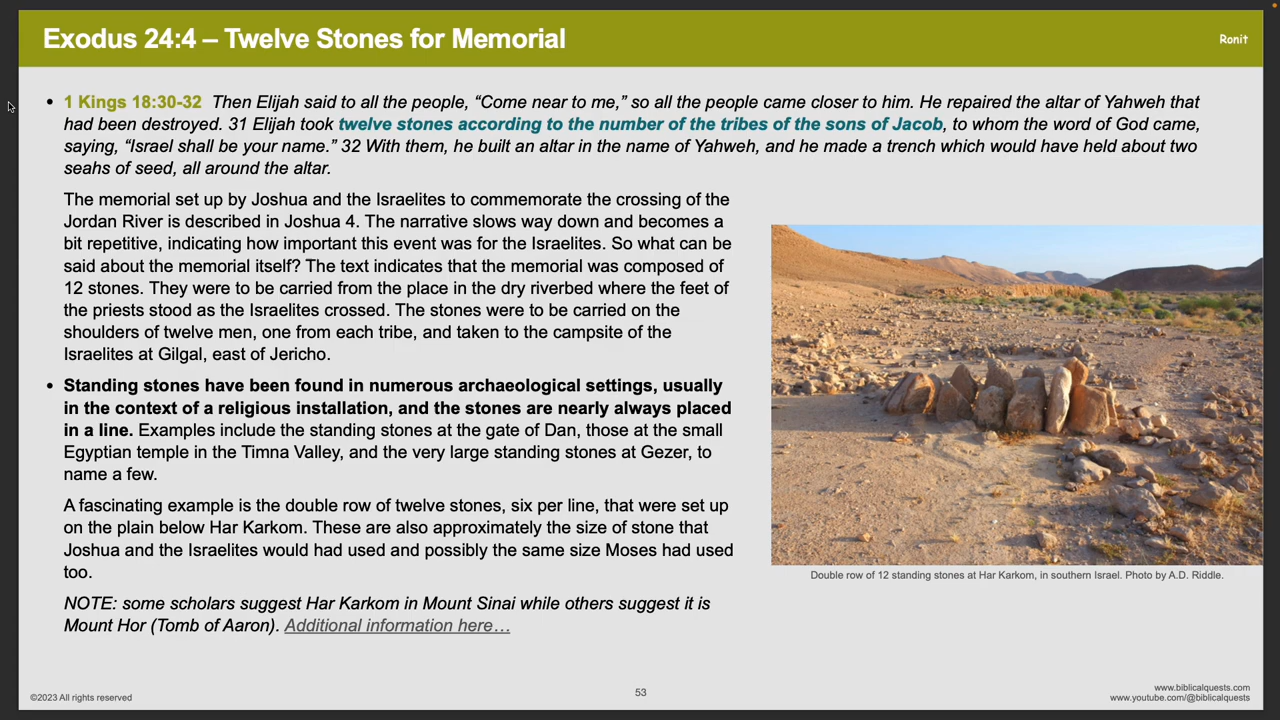 Exodus 24:4 – Twelve Stones for Memorial
Ronit
• 1 Kings 18:30-32 Then Elijah said to all the people, “Come near to me,” so all the people came closer to him. He repaired the altar of Yahweh that
had been destroyed. 31 Elijah took twelve stones according to the number of the tribes of the sons of Jacob, to whom the word of God came,
saying, “Israel shall be your name.” 32 With them, he built an altar in the name of Yahweh, and he made a trench which would have held about two
seahs of seed, all around the altar.
The memorial set up by Joshua and the Israelites to commemorate the crossing of the
Jordan River is described in Joshua 4. The narrative slows way down and becomes a
bit repetitive, indicating how important this event was for the Israelites. So what can be
said about the memorial itself? The text indicates that the memorial was composed of
12 stones. They were to be carried from the place in the dry riverbed where the feet of
the priests stood as the Israelites crossed. The stones were to be carried on the
shoulders of twelve men, one from each tribe, and taken to the campsite of the
Israelites at Gilgal, east of Jericho.
• Standing stones have been found in numerous archaeological settings, usually
in the context of a religious installation, and the stones are nearly always placed
in a line. Examples include the standing stones at the gate of Dan, those at the small
Egyptian temple in the Timna Valley, and the very large standing stones at Gezer, to
name a few.
A fascinating example is the double row of twelve stones, six per line, that were set up
on the plain below Har Karkom. These are also approximately the size of stone that
Joshua and the Israelites would had used and possibly the same size Moses had used
too.
NOTE: some scholars suggest Har Karkom in Mount Sinai while others suggest it is
Mount Hor (Tomb of Aaron). Additional information here…
Double row of 12 standing stones at Har Karkom, in southern Israel. Photo by A.D. Riddle.
©2023 All rights reserved
53
www.biblicalquests.com
www.youtube.com/@biblicalquests